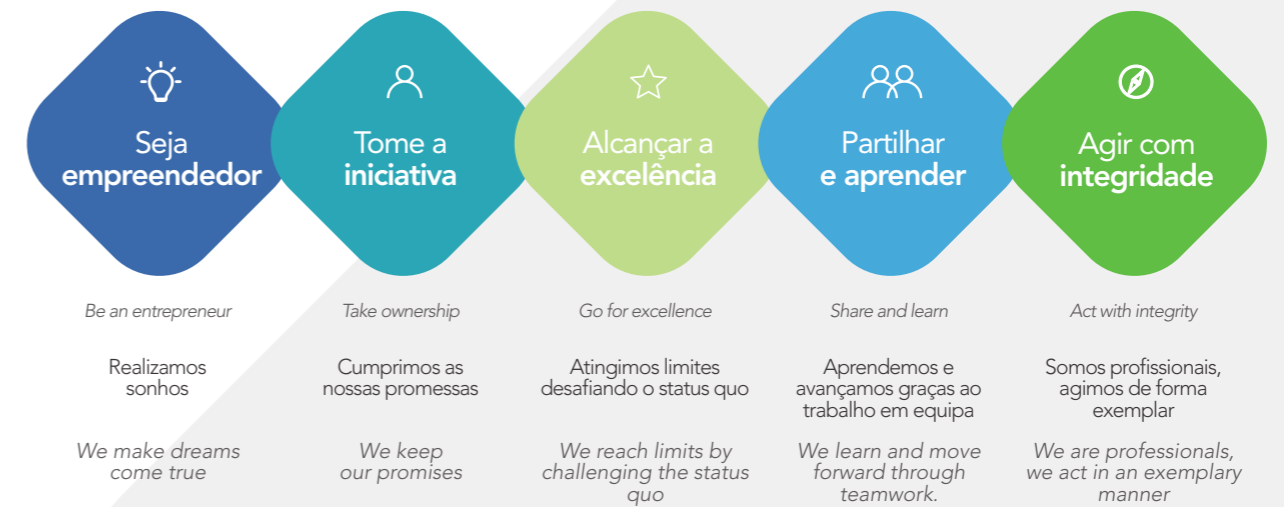 Seja
empreendedor
Be an entrepreneur
Realizamos
sonhos
We make dreams
come true
Tome a
iniciativa
Take ownership
Cumprimos as
nossas promessas
We keep
our promises
Alcançar a
excelência
Go for excellence
Atingimos limites
desafiando o status quo
We reach limits by
challenging the status
quo
Partilhar
e aprender
Share and learn
Aprendemos e
avançamos graças ao
trabalho em equipa
We learn and move
forward through
teamwork.
Agir com
integridade
Act with integrity
Somos profissionais,
agimos de forma
exemplar
We are professionals,
we act in an exemplary
manner